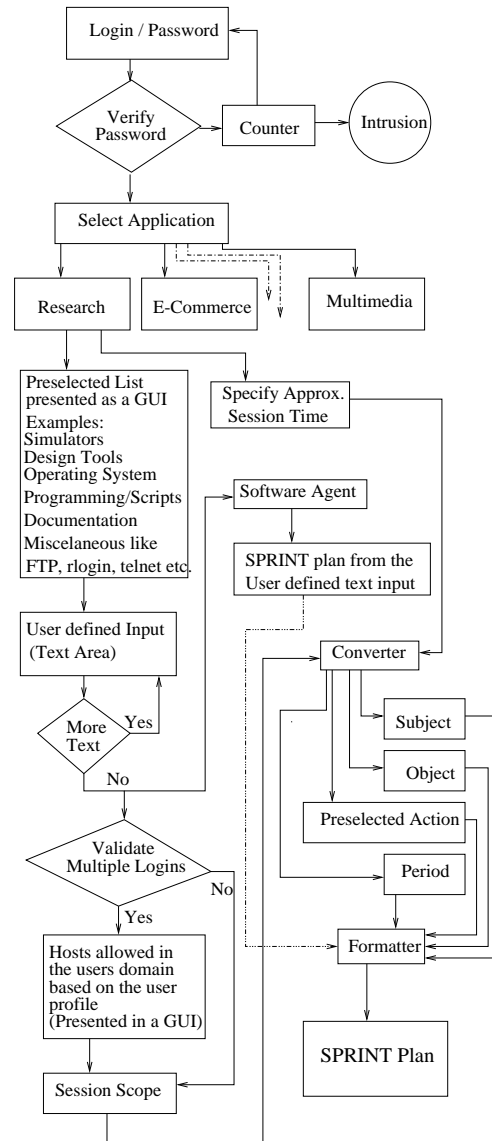 Login / Password
Verify
Password
Counter
Intrusion
Select Application
Research
E-Commerce
Multimedia
Preselected List
presented as a GUI
Examples:
Simulators
Design Tools
Operating System
Programming/Scripts
Documentation
Miscelaneous like
FTP, rlogin, telnet etc.
Specify Approx.
Session Time
Software Agent
SPRINT plan from the
User defined text input
User defined Input
(Text Area)
More
Text
Yes
No
Converter
Subject
Object
Preselected Action
Period
Formatter
SPRINT Plan
Validate
Multiple Logins
No
Yes
Hosts allowed in
the users domain
based on the user
profile
(Presented in a GUI)
Session Scope